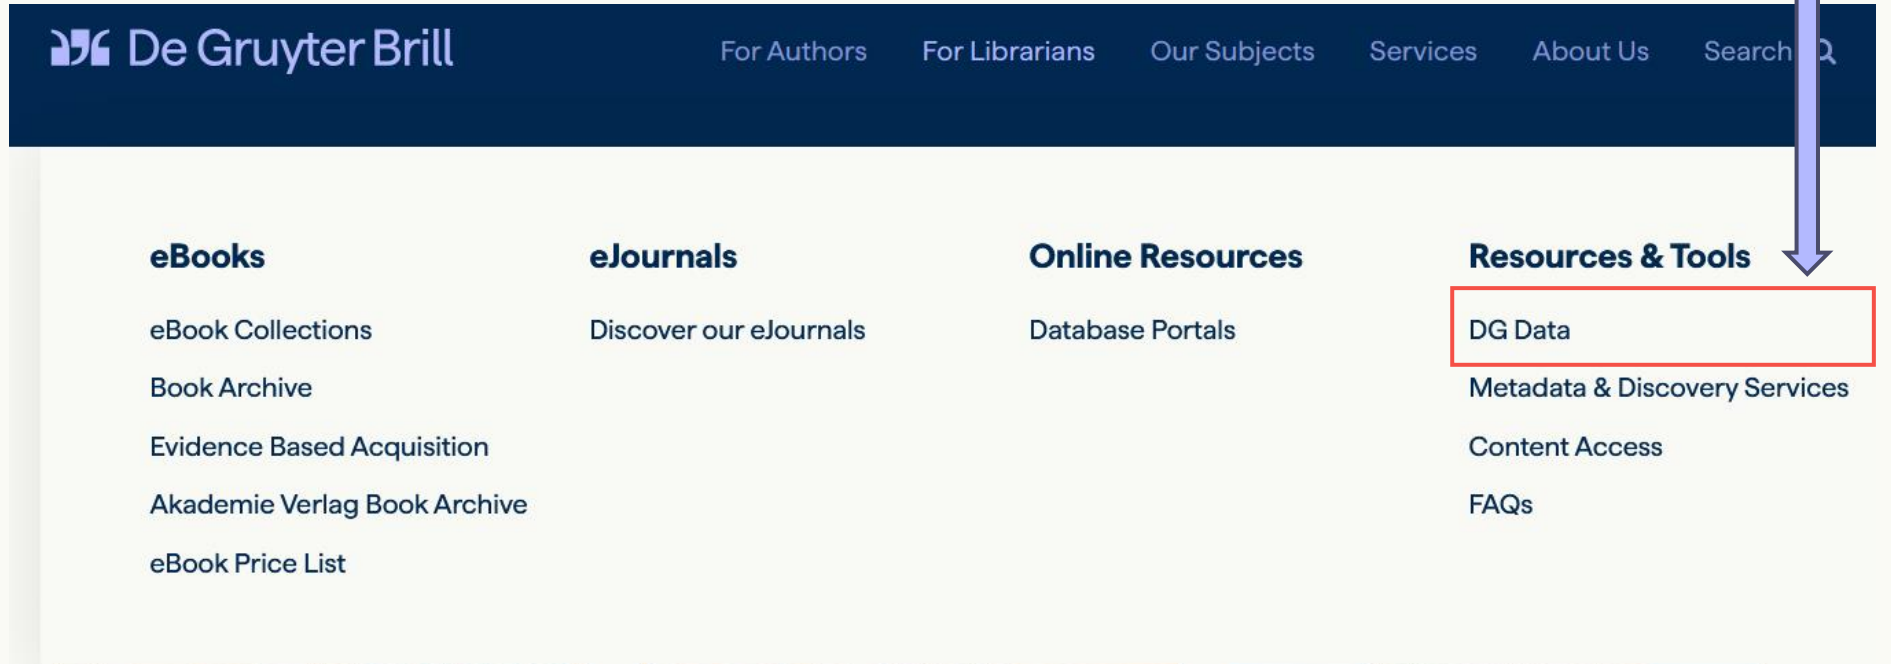 De Gruyter Brill
For Authors For Librarians Our Subjects Services About Us Search
eBooks
eBook Collections
Book Archive
Evidence Based Acquisition
Akademie Verlag Book Archive
eBook Price List
eJournals
Discover our eJournals
Online Resources
Database Portals
Resources & Tools
DG Data
Metadata & Discovery Services
Content Access
FAQs